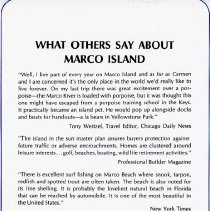 WHAT OTHERS SAY ABOUT
MARCO ISLAND
"Well, I live part of every year on Marco Island and as far as Carmen
and I are concerned it's the only place in the world we'd really like to
live forever. On my last trip there was great excitement over a por-
poise—the Marco River is loaded with porpoise, but it was thought this
one might have escaped from a porpoise training school in the Keys.
It practically became an island pet. He would pop up alongside docks
and boats for handouts—a la bears in Yellowstone Park."
Tony Weitzel, Travel Editor, Chicago Daily News
"The island in the sun master plan assures buyers protection against
future traffic or adverse encroachments. Homes are clustered around
leisure interests . . . golf, beaches, boating, wild life retirement activities."
Professional Builder Magazine
"There is excellent surf fishing on Marco Beach where snook, tarpon,
redfish and spotted trout are often taken. The beach is also noted for
its fine shelling. It is probably the loveliest natural beach in Florida
that can be reached by automobile. It is one of the most beautiful in
the United States."
New York Times